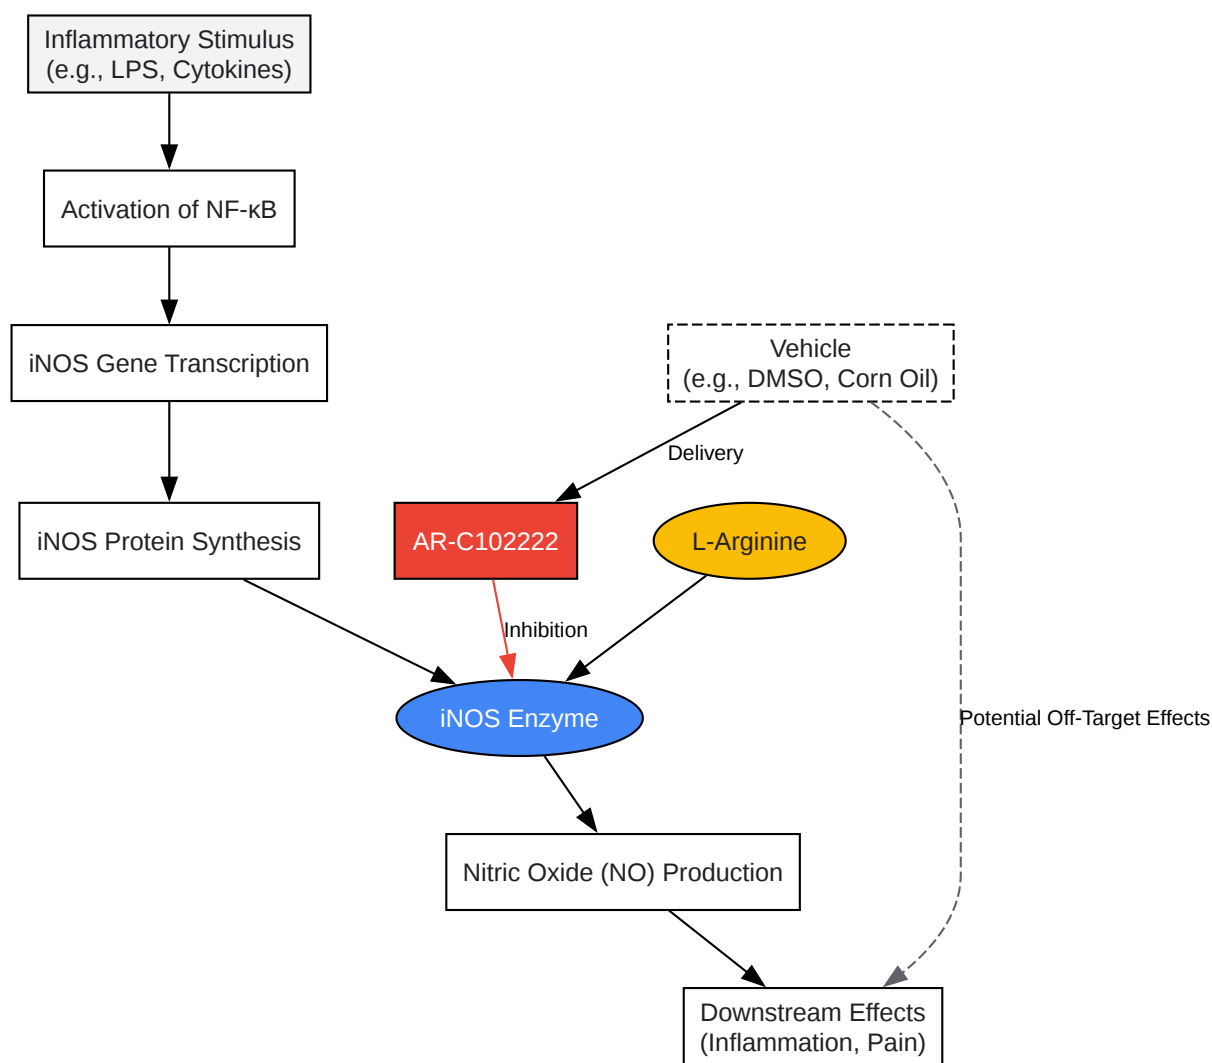 Inflammatory Stimulus
(e.g., LPS, Cytokines)
Activation of NF-κB
iNOS Gene Transcription
Vehicle
(e.g., DMSO, Corn Oil)
Delivery
iNOS Protein Synthesis
AR-C102222
L-Arginine
Inhibition
iNOS Enzyme
Potential Off-Target Effects
Nitric Oxide (NO) Production
Downstream Effects
(Inflammation, Pain)